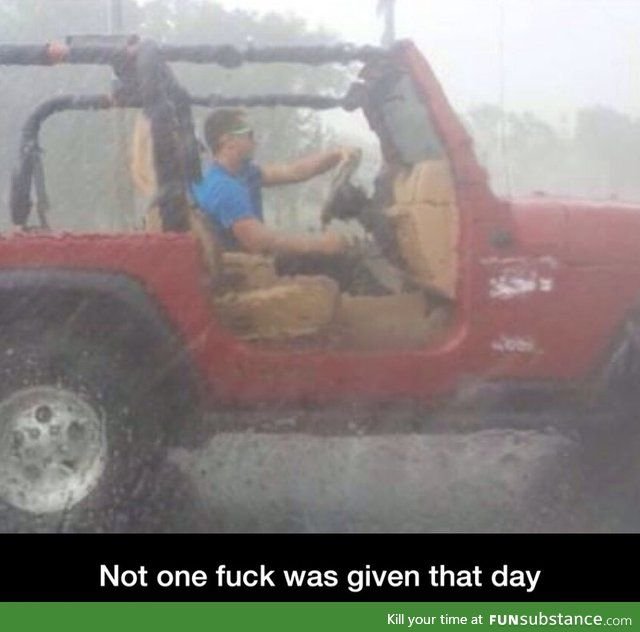 Not one fuck was given that day
Kill your time at FUNsubstance.com